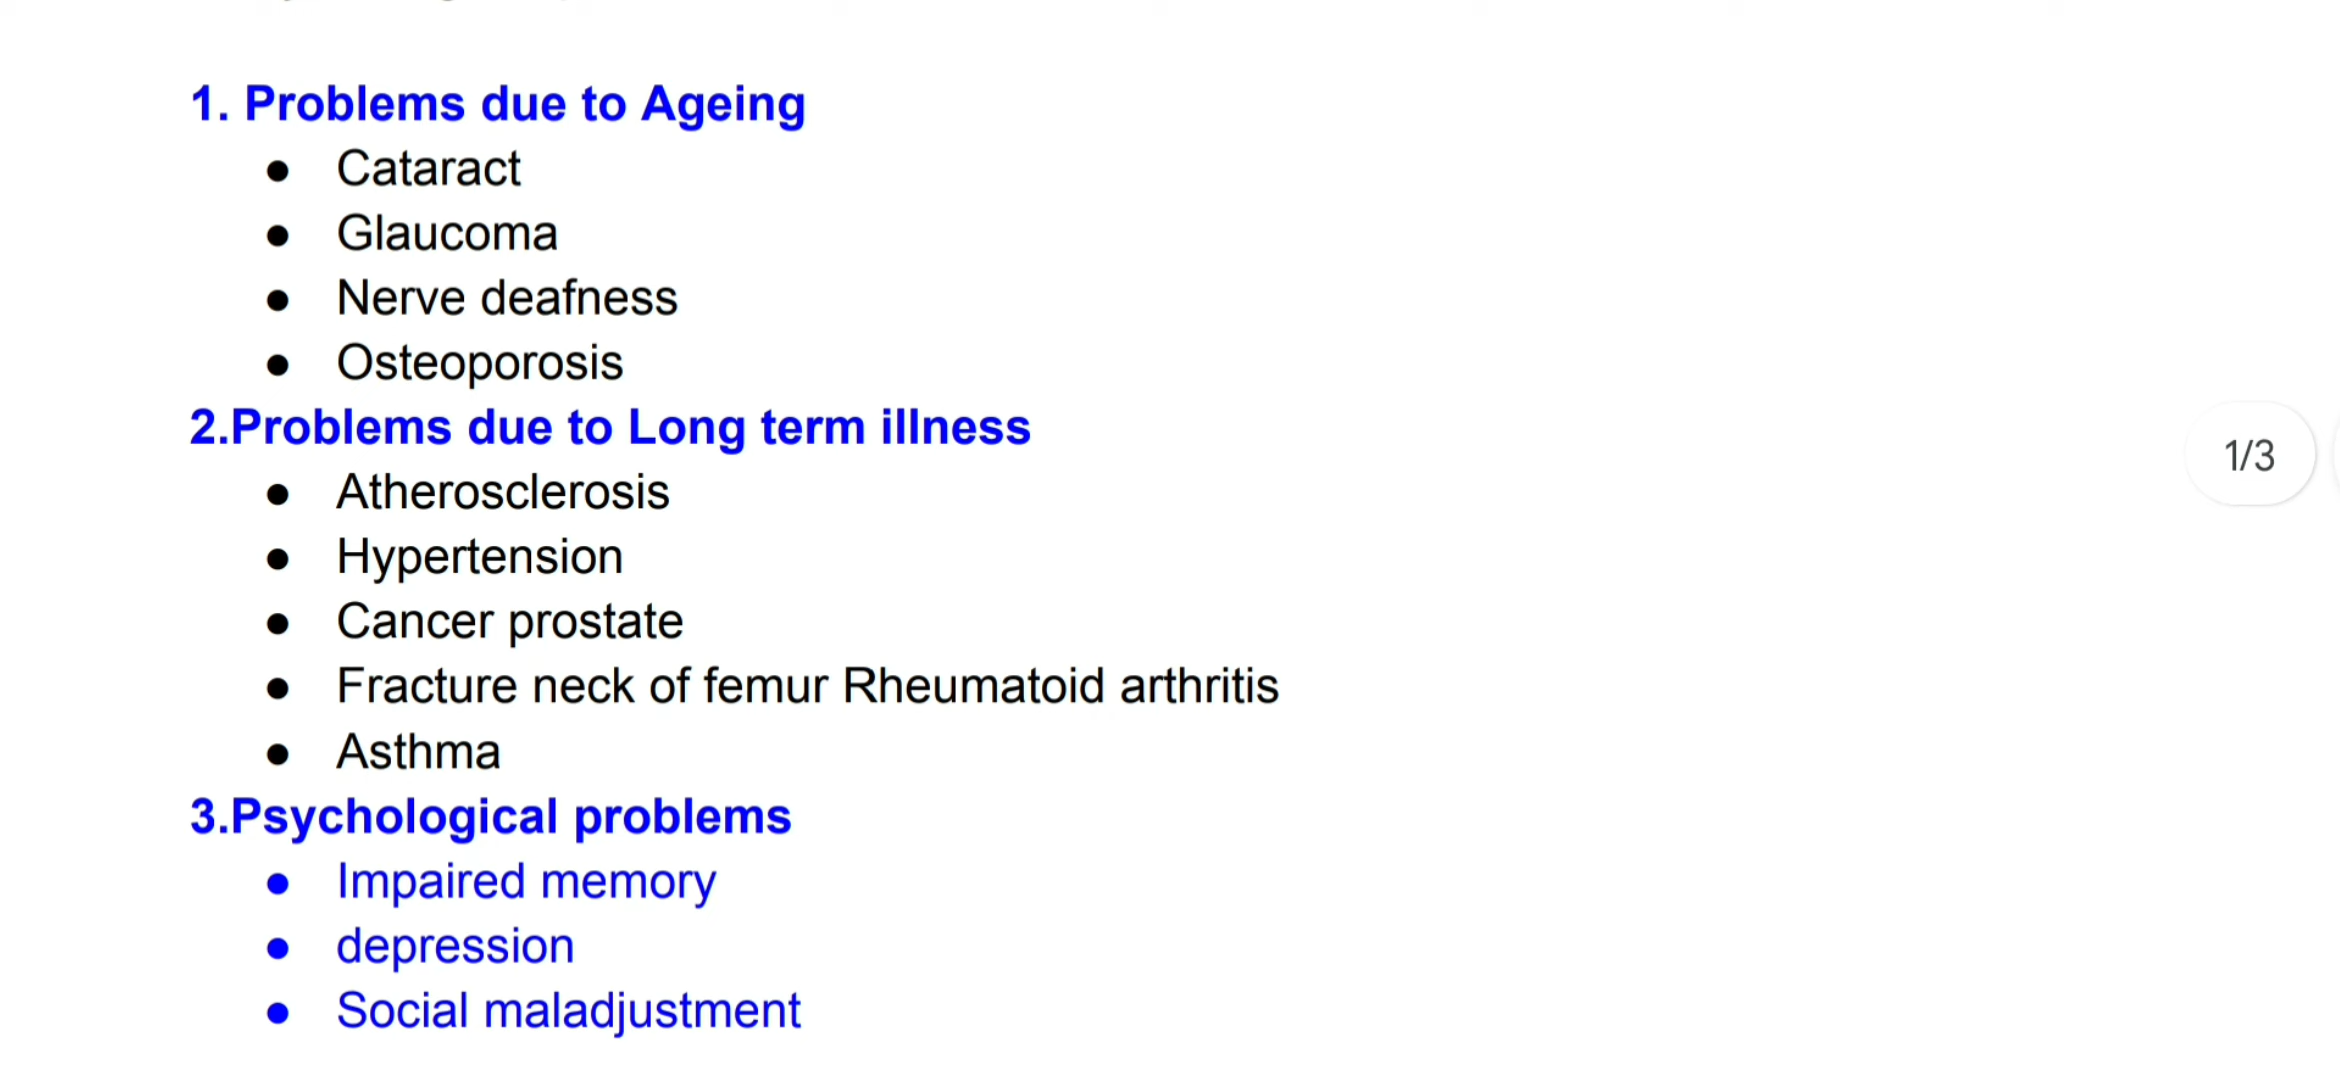 1. Problems due to Ageing
● Cataract
● Glaucoma
● Nerve deafness
● Osteoporosis
2.Problems due to Long term illness
● Atherosclerosis
● Hypertension
● Cancer prostate
● Fracture neck of femur Rheumatoid arthritis
● Asthma
3.Psychological problems
● Impaired memory
● depression
● Social maladjustment
1/3